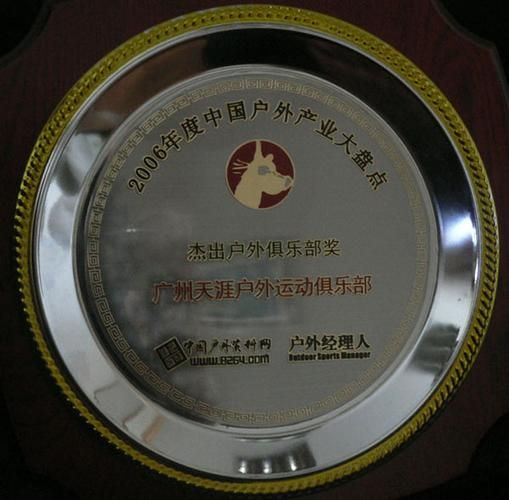 2006年度中国户外产业大盘点
杰出户外俱乐部奖
广州天涯户外运动俱乐部
中国户外资料网 户外经理人
www.8264.com Outdoor Sports Manager